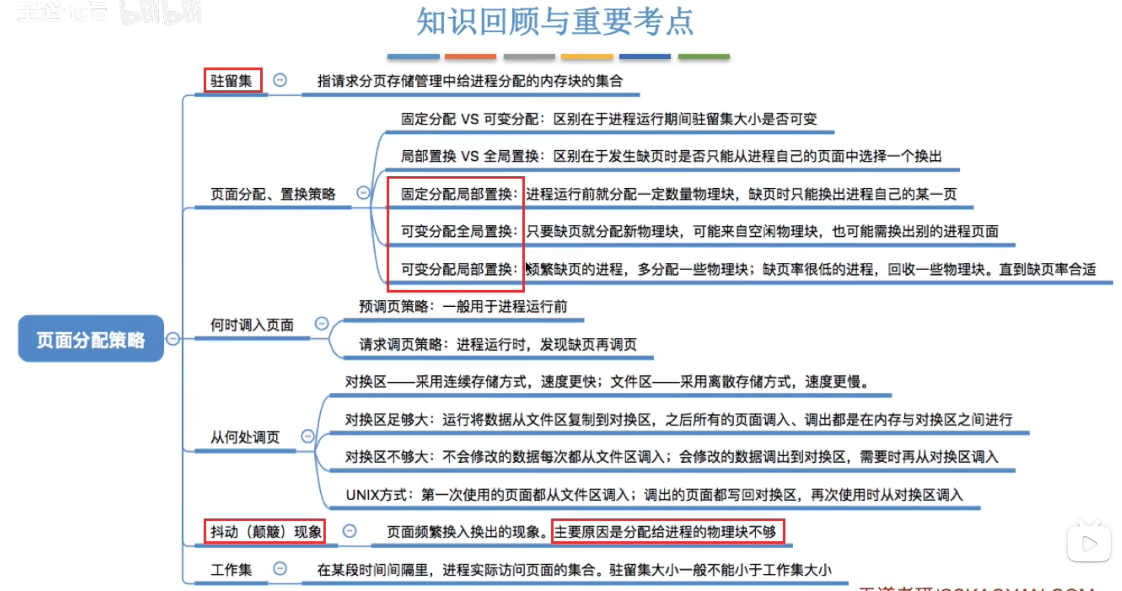 王道论坛 bilibili
知识回顾与重要考点
驻留集
指请求分页存储管理中给进程分配的内存块的集合
固定分配 VS 可变分配：区别在于进程运行期间驻留集大小是否可变
局部置换 VS 全局置换：区别在于发生缺页时是否只能从进程自己的页面中选择一个换出
页面分配、置换策略
固定分配局部置换：进程运行前就分配一定数量物理块，缺页时只能换出进程自己的某一页
可变分配全局置换：只要缺页就分配新物理块，可能来自空闲物理块，也可能需换出别的进程页面
可变分配局部置换：频繁缺页的进程，多分配一些物理块；缺页率很低的进程，回收一些物理块。直到缺页率合适
页面分配策略
何时调入页面
预调页策略：一般用于进程运行前
请求调页策略：进程运行时，发现缺页再调页
从何处调页
对换区——采用连续存储方式，速度更快；文件区——采用离散存储方式，速度更慢。
对换区足够大：运行将数据从文件区复制到对换区，之后所有的页面调入、调出都是在内存与对换区之间进行
对换区不够大：不会修改的数据每次都从文件区调入；会修改的数据调出到对换区，需要时再从对换区调入
UNIX方式：第一次使用的页面都从文件区调入；调出的页面都写回对换区，再次使用时从对换区调入
抖动（颠簸）现象
页面频繁换入换出的现象。主要原因是分配给进程的物理块不够
工作集
在某段时间间隔里，进程实际访问页面的集合。驻留集大小一般不能小于工作集大小